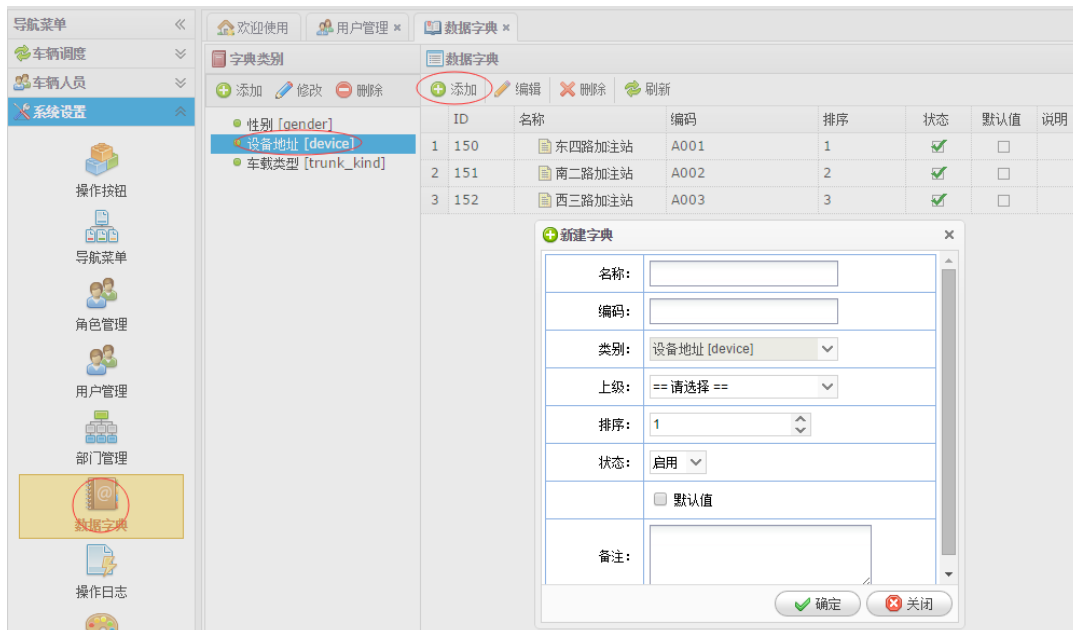 导航菜单
车辆调度
车辆人员
系统设置
操作按钮
导航菜单
角色管理
用户管理
部门管理
数据字典
操作日志
欢迎使用 用户管理 × 数据字典 ×
字典类别
添加 修改 删除
性别 [gender]
设备地址 [device]
车载类型 [trunk_kind]
数据字典
添加 编辑 删除 刷新
ID 名称 编码 排序 状态 默认值 说明
1 150 东四路加注站 A001 1
2 151 南二路加注站 A002 2
3 152 西三路加注站 A003 3
新建字典 ×
名称：
编码：
类别： 设备地址 [device]
上级： == 请选择 ==
排序： 1
状态： 启用
默认值
备注：
确定 关闭